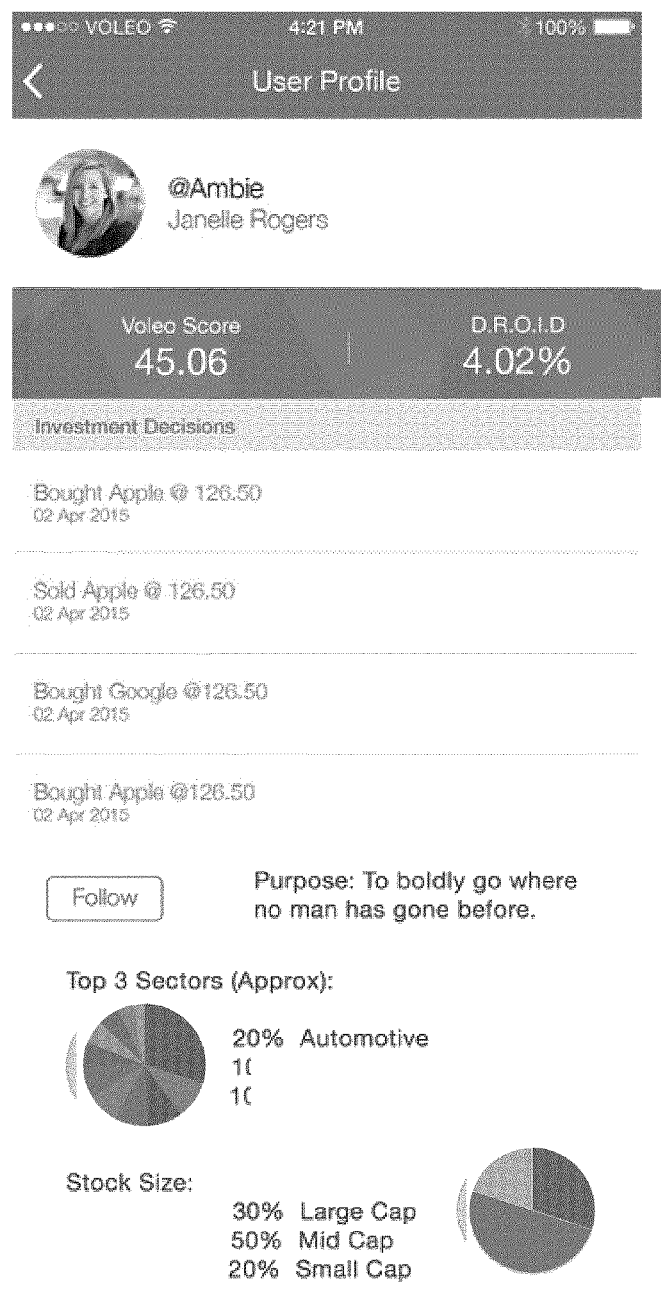 VOLEO 4:21 PM 100%
User Profile
@Ambie
Janelle Rogers
Voleo Score D.R.O.I.D
45.06 4.02%
Investment Decisions
Bought Apple @ 126.50
02 Apr 2015
Sold Apple @ 126.50
02 Apr 2015
Bought Google @126.50
02 Apr 2015
Bought Apple @126.50
02 Apr 2015
Follow
Purpose: To boldly go where
no man has gone before.
Top 3 Sectors (Approx):
20% Automotive
Stock Size:
30% Large Cap
50% Mid Cap
20% Small Cap